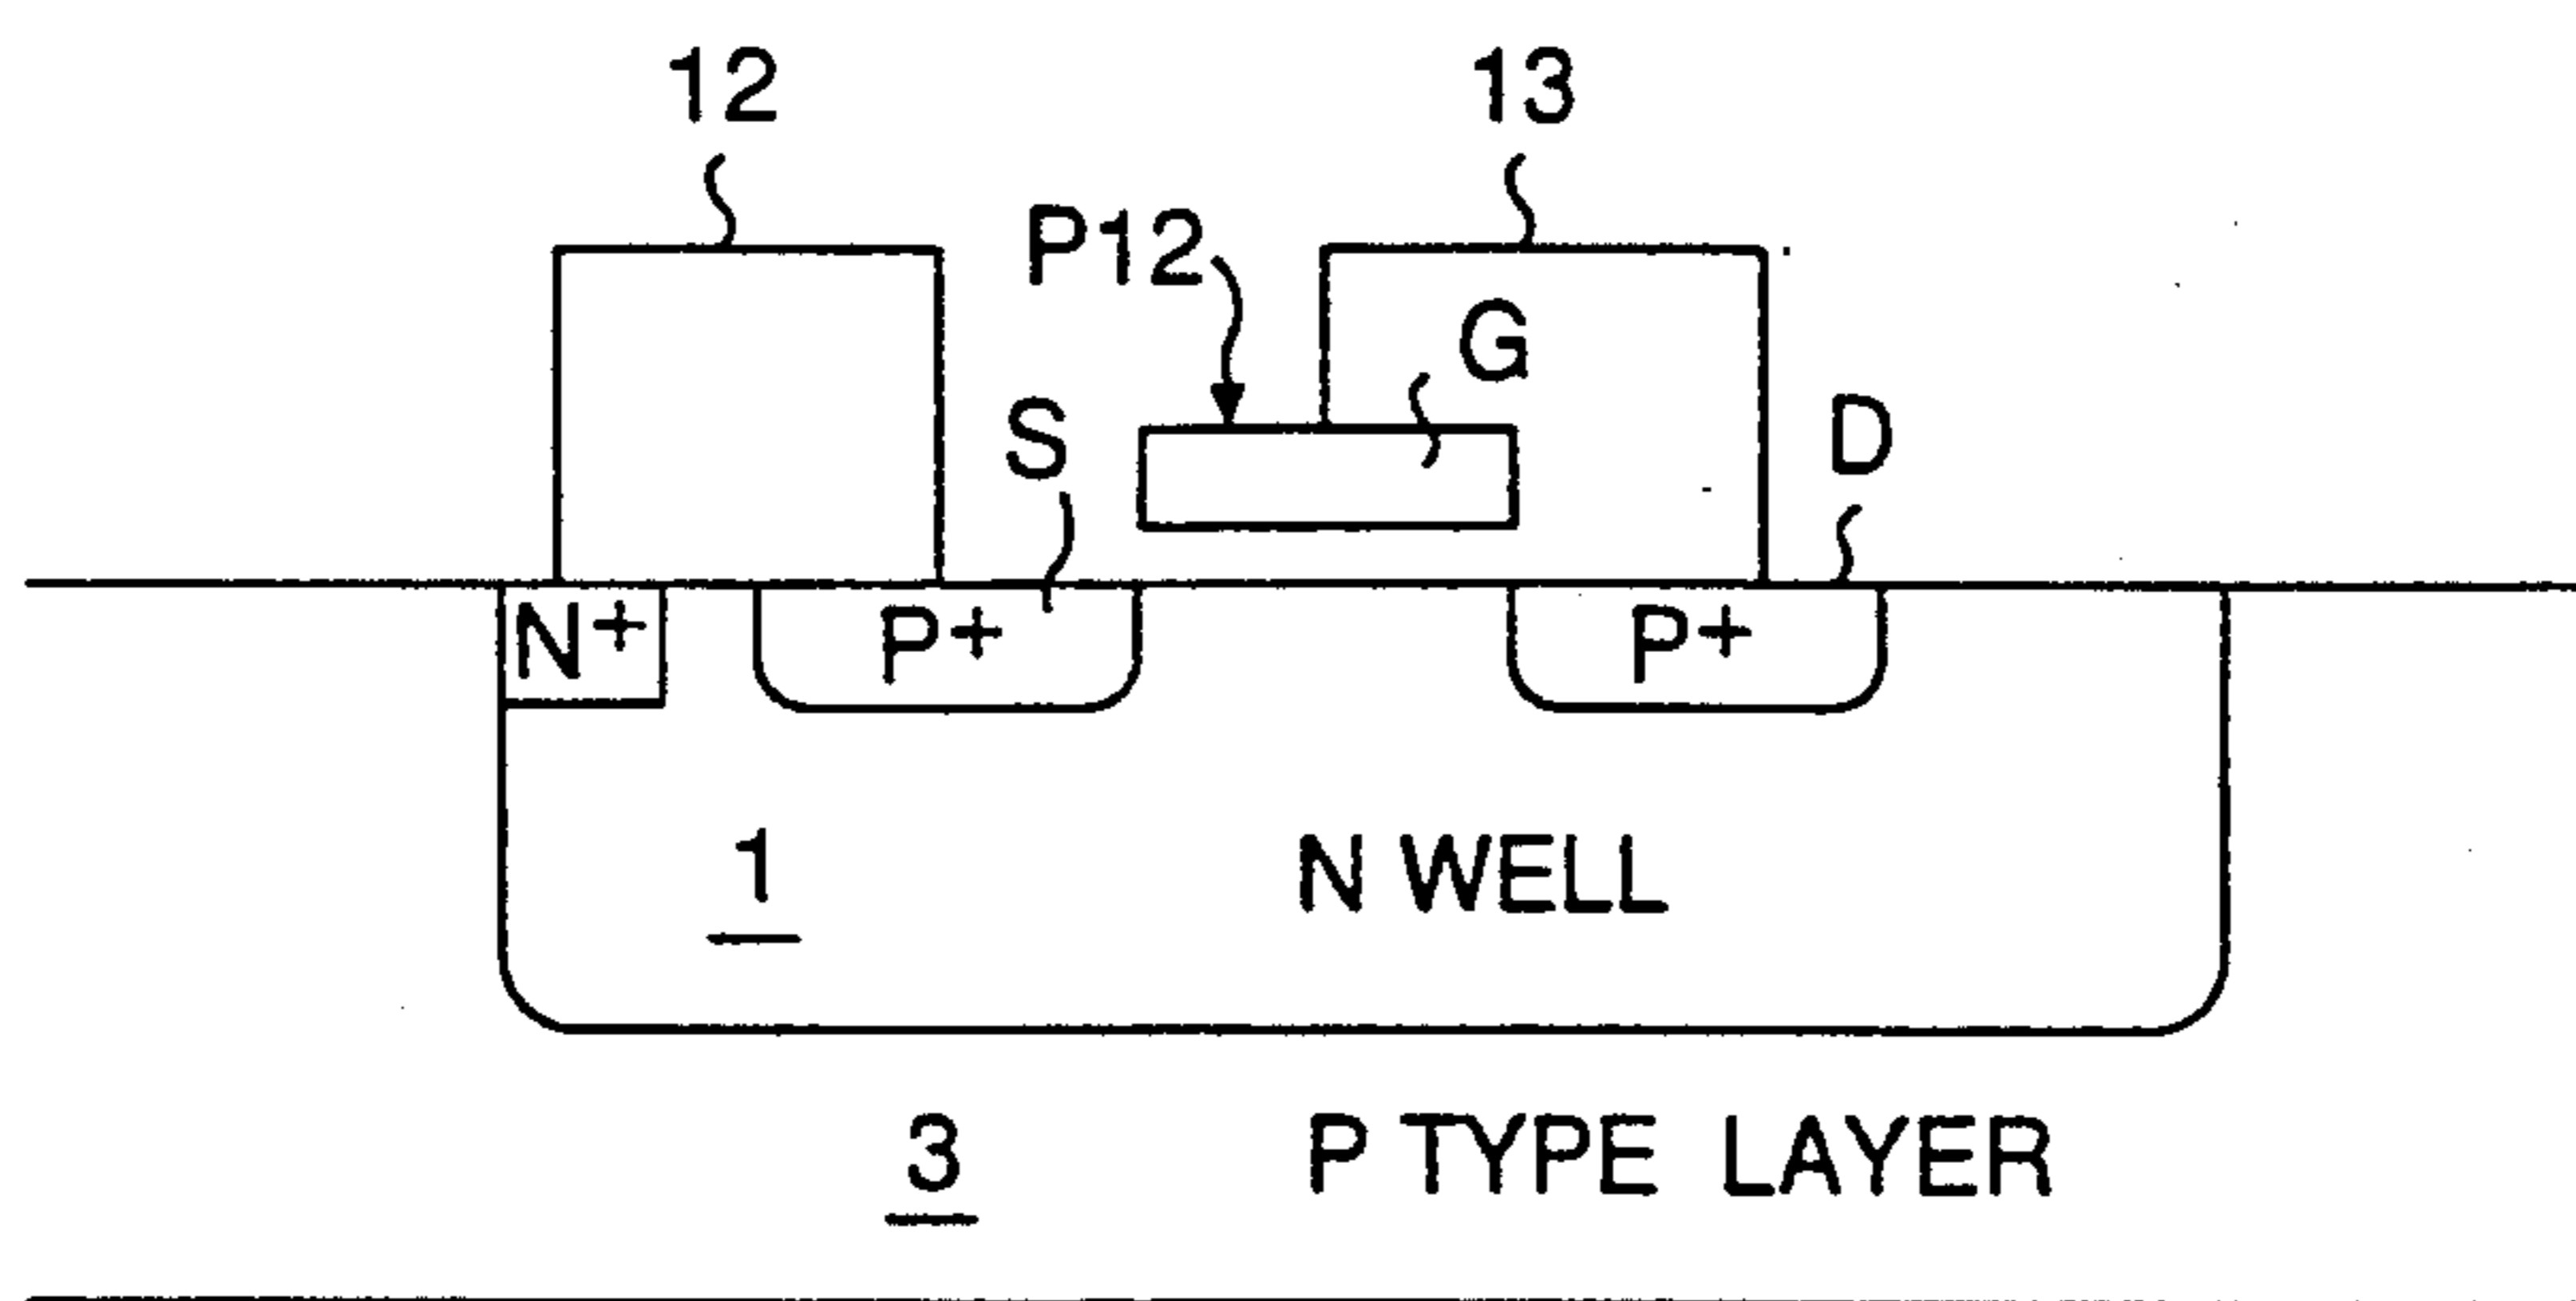 12
13
P12
G
S
D
N+
P+
P+
1
N WELL
3
P TYPE LAYER